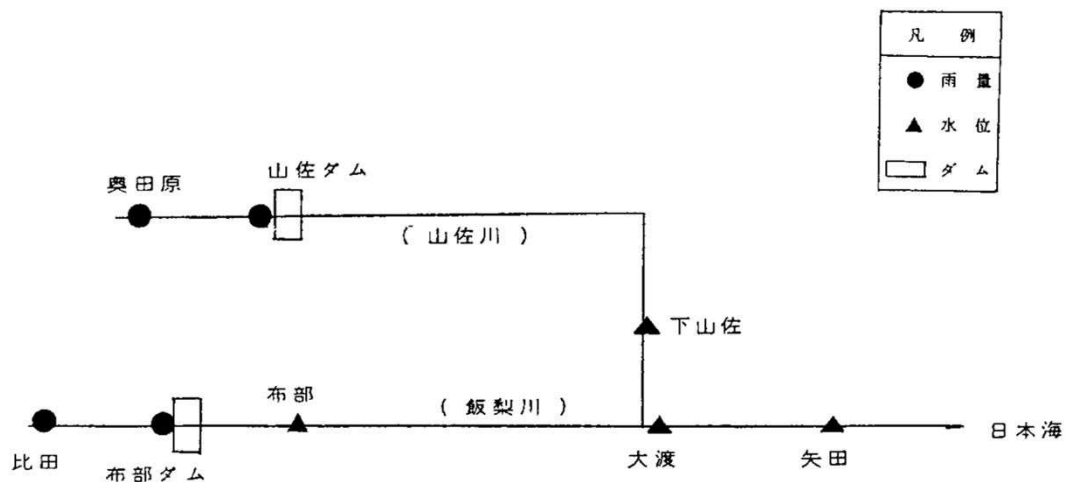 凡 例
雨 量
水 位
ダ ム
山佐ダム
奥田原
( 山佐川 )
下山佐
布部
( 飯梨川 )
日本海
比田
布部ダム
大渡
矢田